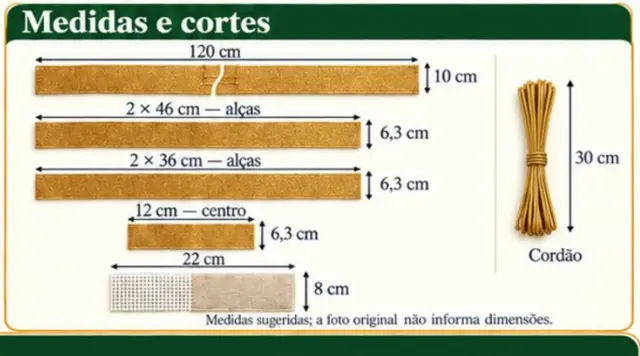 Medidas e cortes
120 cm
10 cm
2 × 46 cm — alças
6,3 cm
2 × 36 cm — alças
6,3 cm
12 cm — centro
6,3 cm
22 cm
8 cm
30 cm
Cordão
Medidas sugeridas; a foto original não informa dimensões.